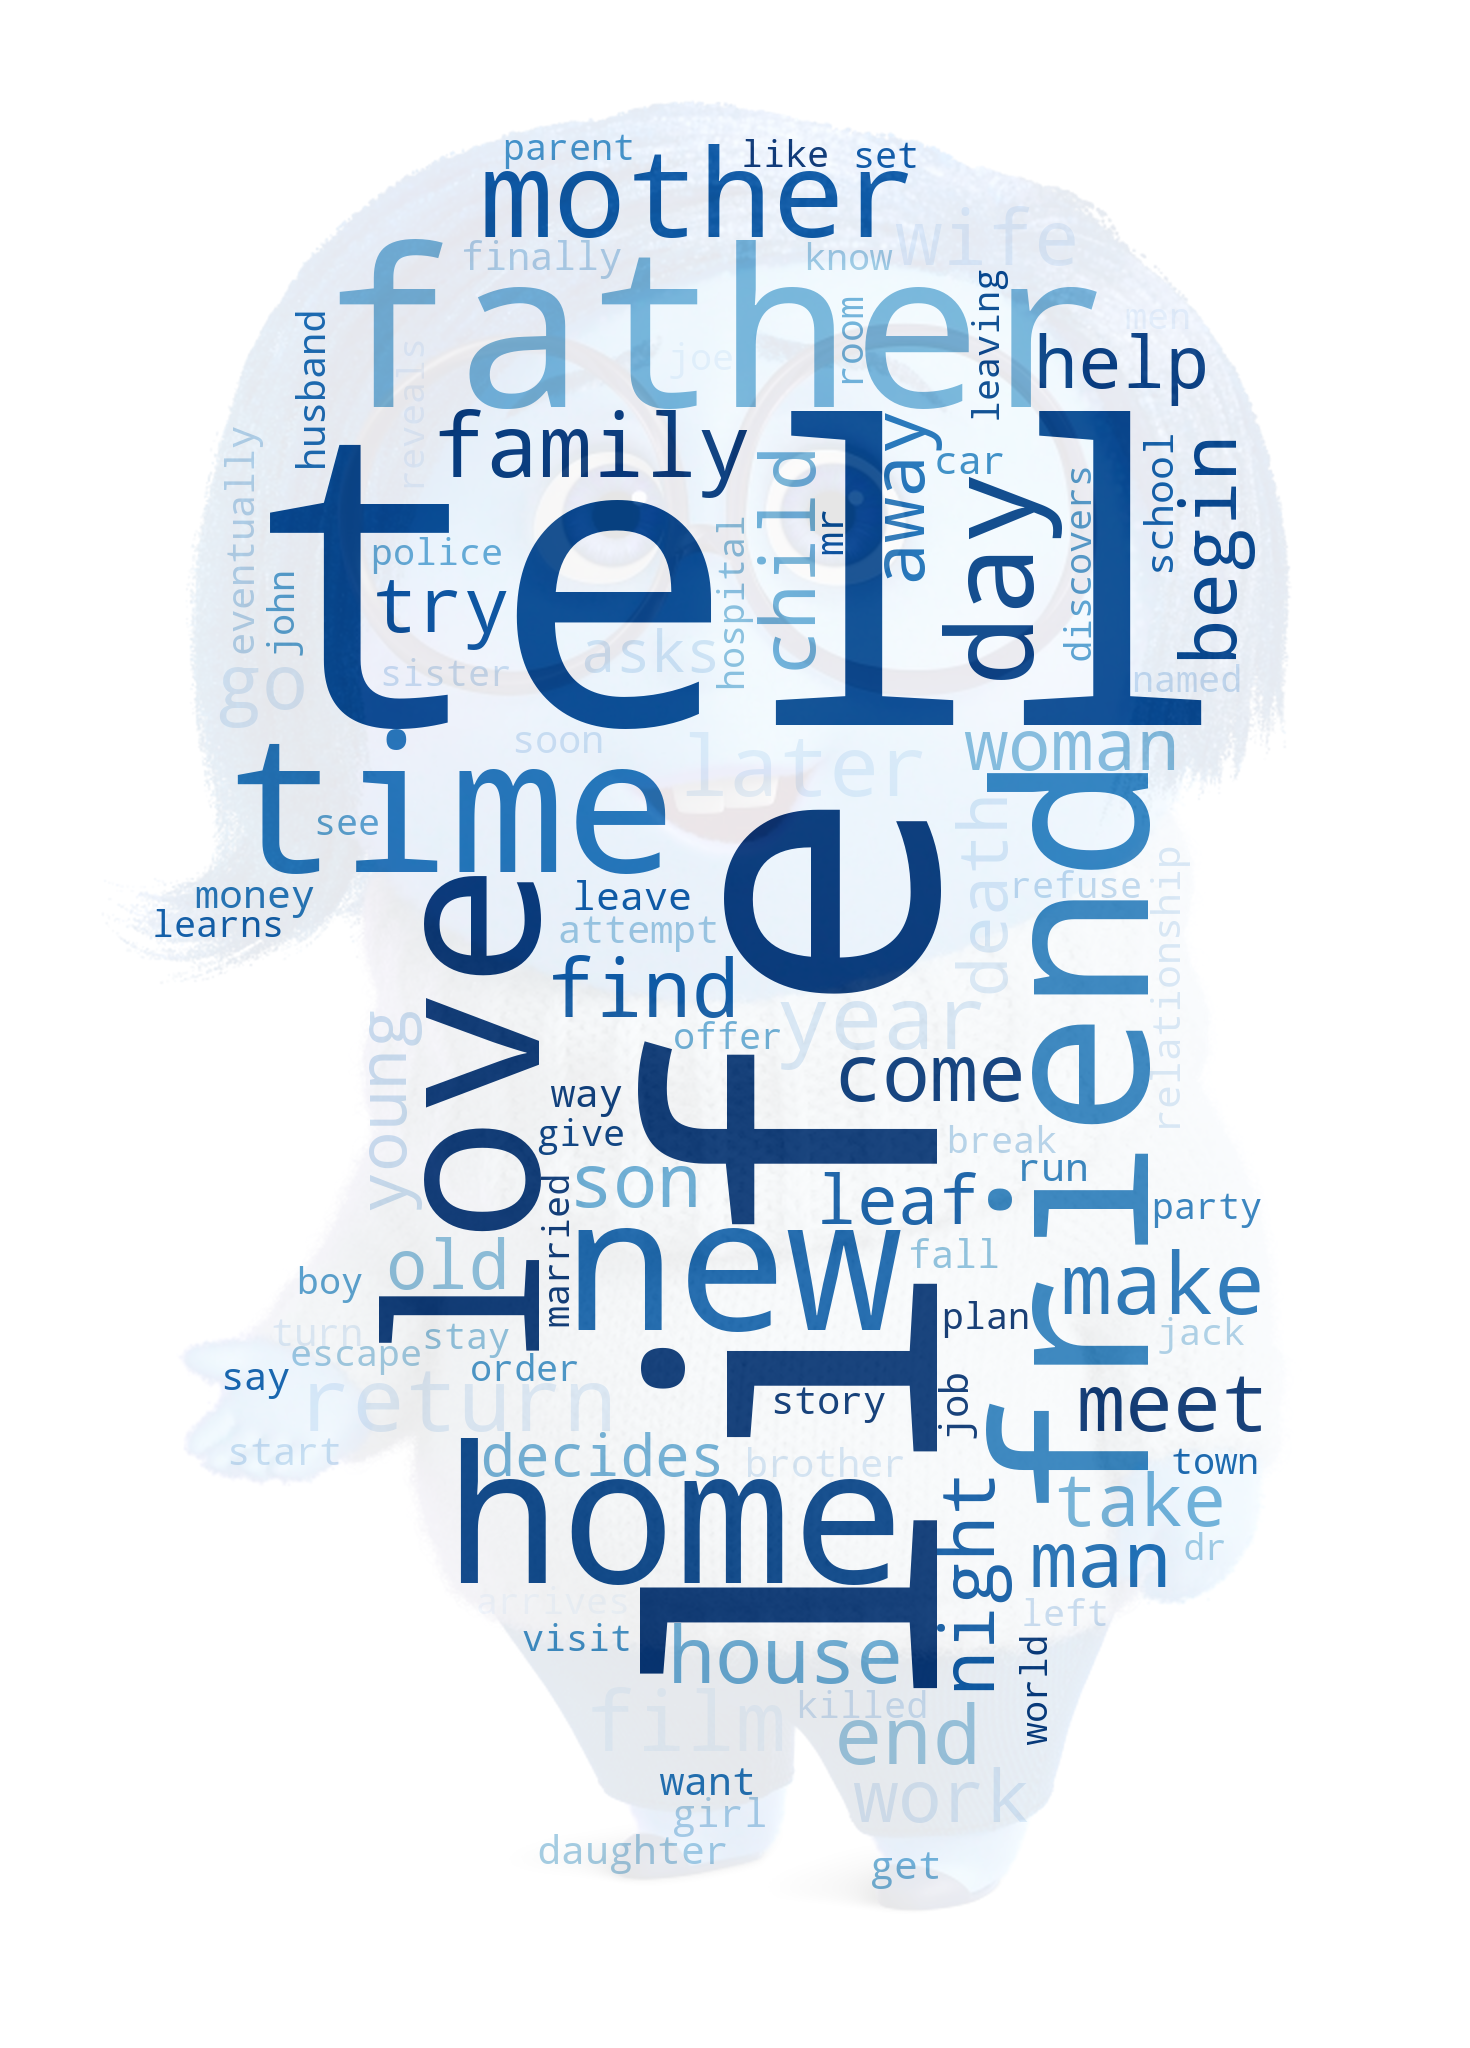 parent
like
set
mother
wife
finally
know
father
room
leaving
men
husband
reveals
joe
help
family
tell
child
away
car
day
school
begin
eventually
discovers
police
mr
hospital
john
try
asks
sister
go
named
time
soon
later
woman
see
death
friend
money
learns
love
leave
refuse
attempt
relationship
find
life
year
young
offer
come
way
give
break
run
son
married
leaf
party
new
old
fall
boy
make
turn
stay
plan
jack
escape
order
say
return
story
job
meet
start
decides
brother
town
home
night
take
man
dr
arrives
left
visit
house
world
film
killed
end
want
work
girl
daughter
get